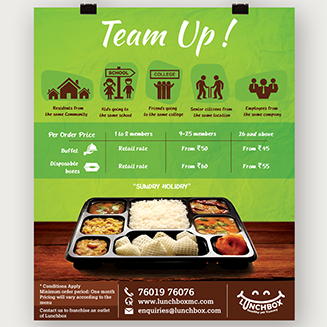 Team Up !
SCHOOL
COLLEGE
Residents from
the same Community
Kid's going to
the same school
Friends going
to the same college
Senior citizens from
the same location
Employees from
the same company
Per Order Price 1 to 8 members 9-25 members 26 and above
Buffet Retail rate From ₹50 From ₹45
Disposable
boxes Retail rate From ₹60 From ₹55
"SUNDAY HOLIDAY"
* Conditions Apply
Minimum order period: One month
Pricing will vary according to the
menu
Contact us to franchise an outlet
of Lunchbox
76019 76076
www.lunchboxmc.com
enquiries@lunchbox.com
LUNCHBOX